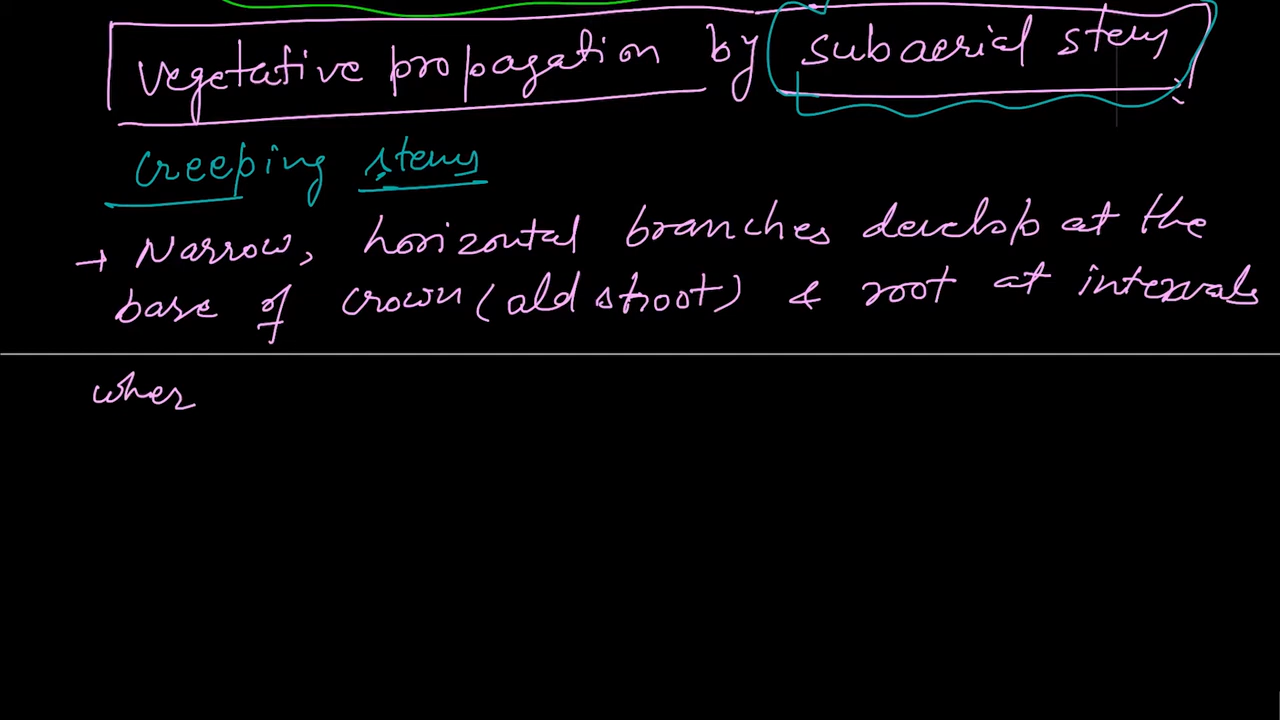 vegetative propagation by subaerial stem
creeping stems
→ Narrow, horizontal branches develop at the
base of crown (old shoot) & root at intervals
wher